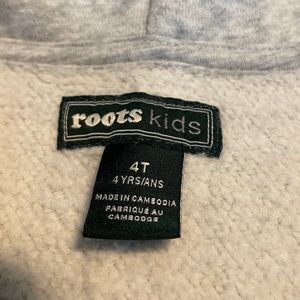 roots kids
4T
4 YRS/ANS
MADE IN CAMBODIA
FABRIQUÉ AU
CAMBODGE